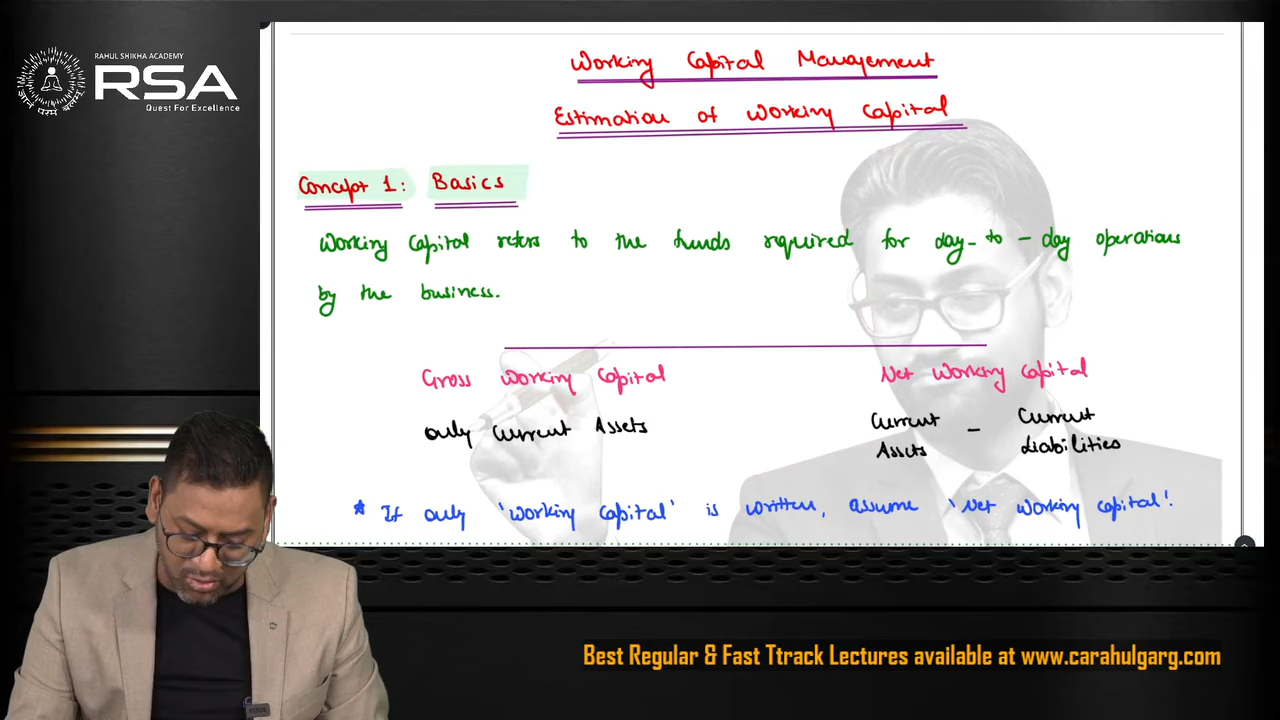 RAHUL SHIKHA ACADEMY
RSA
Quest For Excellence
ज्ञानं परमं बलम्
Working Capital Management
Estimation of Working Capital
Concept 1: Basics
Working Capital refers to the funds required for day-to-day operations
by the business.
Gross Working Capital
Net Working Capital
only Current Assets
Current Assets - Current Liabilities
* If only 'Working Capital' is written, assume 'Net Working Capital'.
Best Regular & Fast Ttrack Lectures available at www.carahulgarg.com